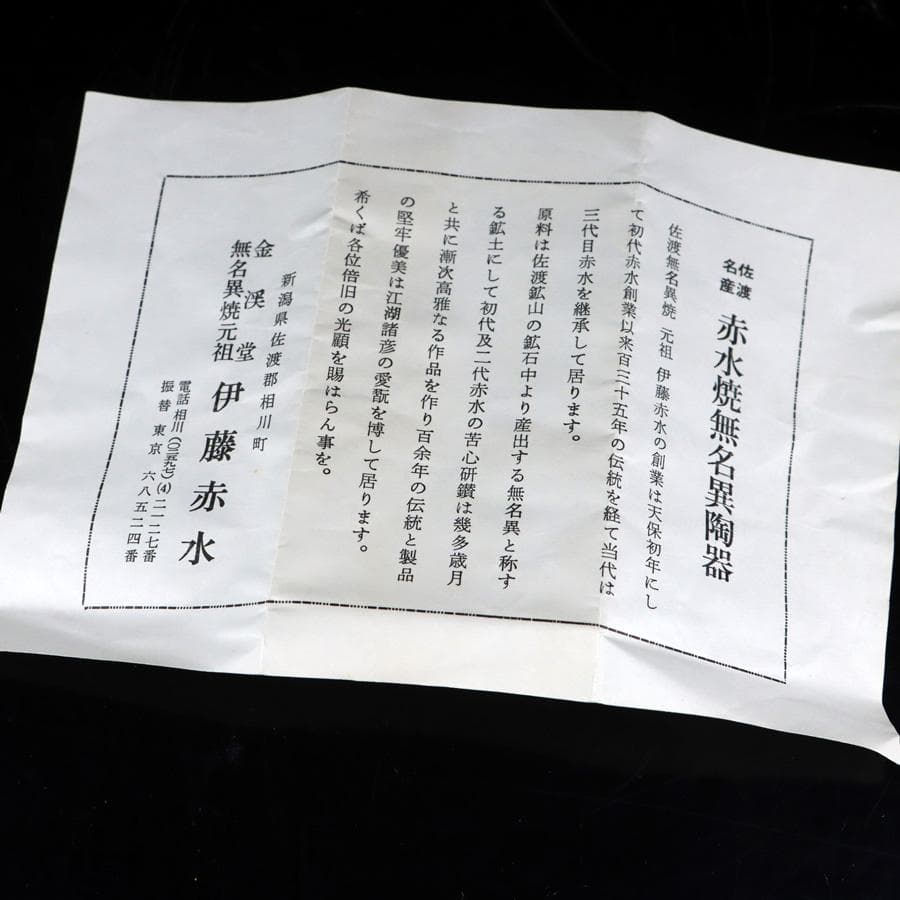 佐渡名産 赤水焼無名異陶器
佐渡無名異焼 元祖 伊藤赤水の創業は天保初年にし
て初代赤水創業以来百三十五年の伝統を経て当代は
三代目赤水を継承して居ります。
原料は佐渡鉱山の鉱石中より産出する無名異と称す
る鉱土にして初代及二代赤水の苦心研鑚は幾多歳月
と共に漸次高雅なる作品を作り百余年の伝統と製品
の堅牢優美は江湖諸彦の愛翫を博して居ります。
希くば各位倍旧の光顧を賜はらん事を。
新潟県佐渡郡相川町
金渓堂
無名異焼元祖 伊藤赤水
電話相川(〇二五九七)(4)二一二七番
振替 東京 六八五二四番